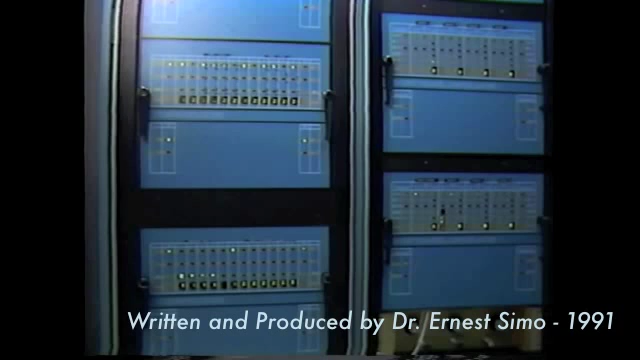 Written and Produced by Dr. Ernest Simo - 1991